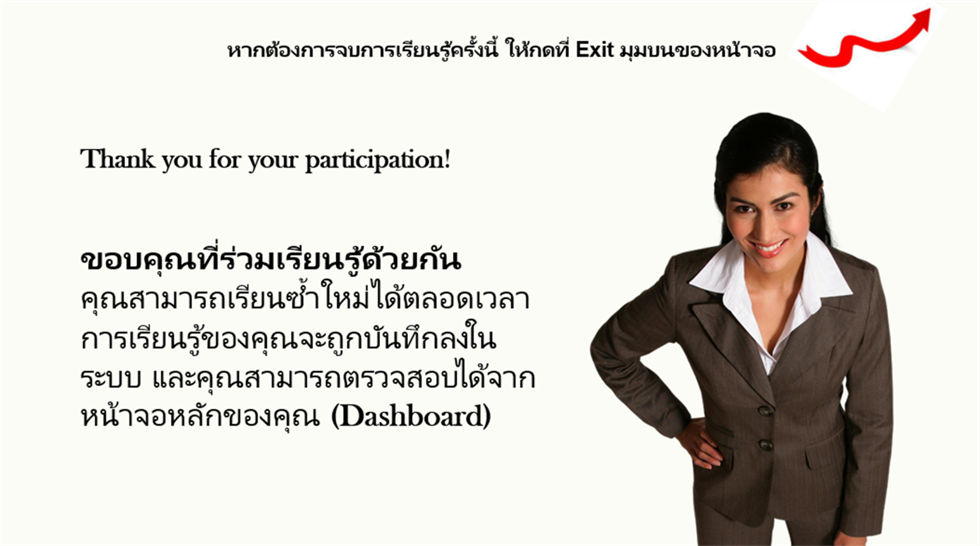 หากต้องการจบการเรียนรู้ครั้งนี้ ให้กดที่ Exit มุมบนของหน้าจอ
Thank you for your participation!
ขอบคุณที่ร่วมเรียนรู้ด้วยกัน
คุณสามารถเรียนซ้ำใหม่ได้ตลอดเวลา
การเรียนรู้ของคุณจะถูกบันทึกลงใน
ระบบ และคุณสามารถตรวจสอบได้จาก
หน้าจอหลักของคุณ (Dashboard)